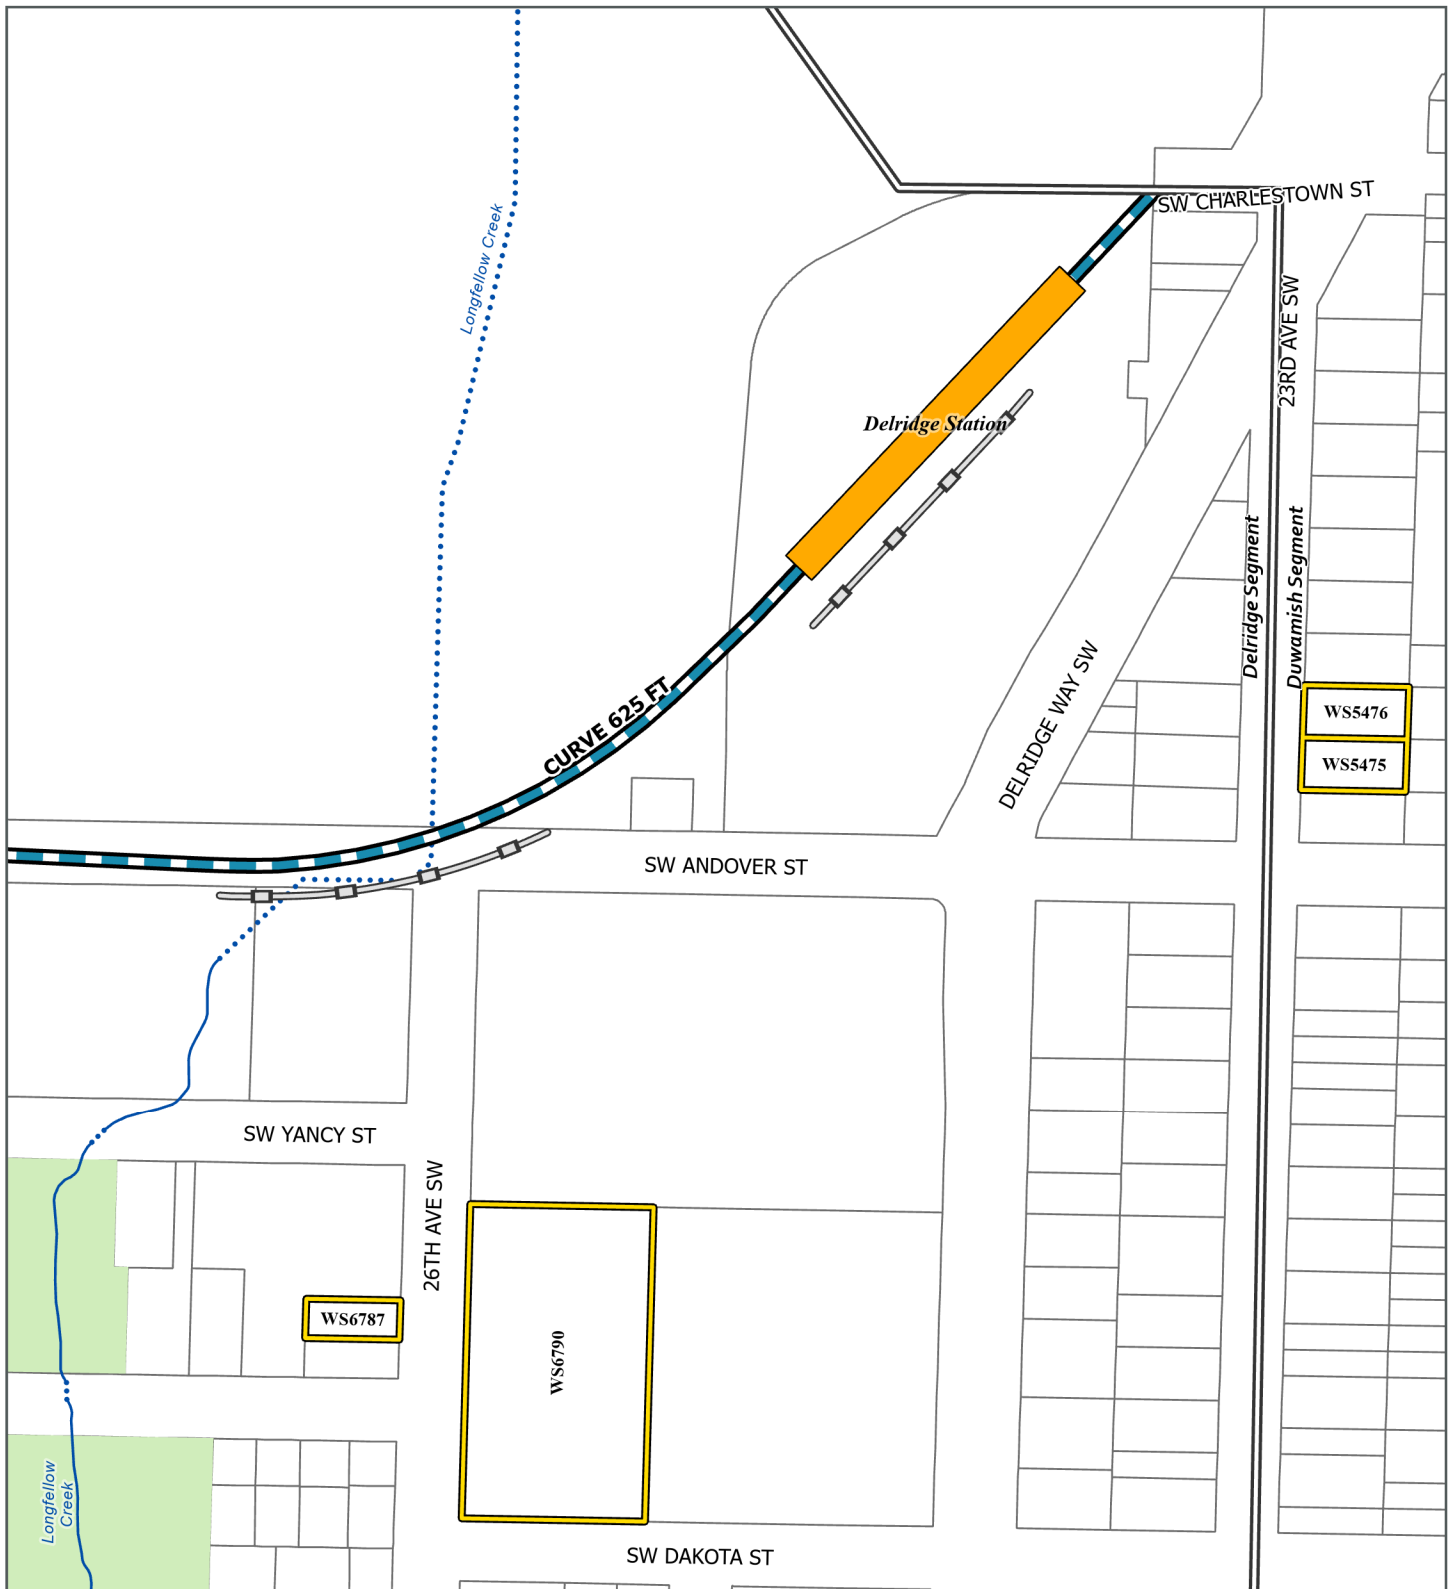 SW CHARLESTOWN ST
Longfellow Creek
23RD AVE SW
Delridge Station
Delridge Segment
Duwamish Segment
CURVE 625 FT
DELRIDGE WAY SW
WS5476
WS5475
SW ANDOVER ST
SW YANCY ST
26TH AVE SW
WS6787
WS6790
Longfellow
Creek
SW DAKOTA ST